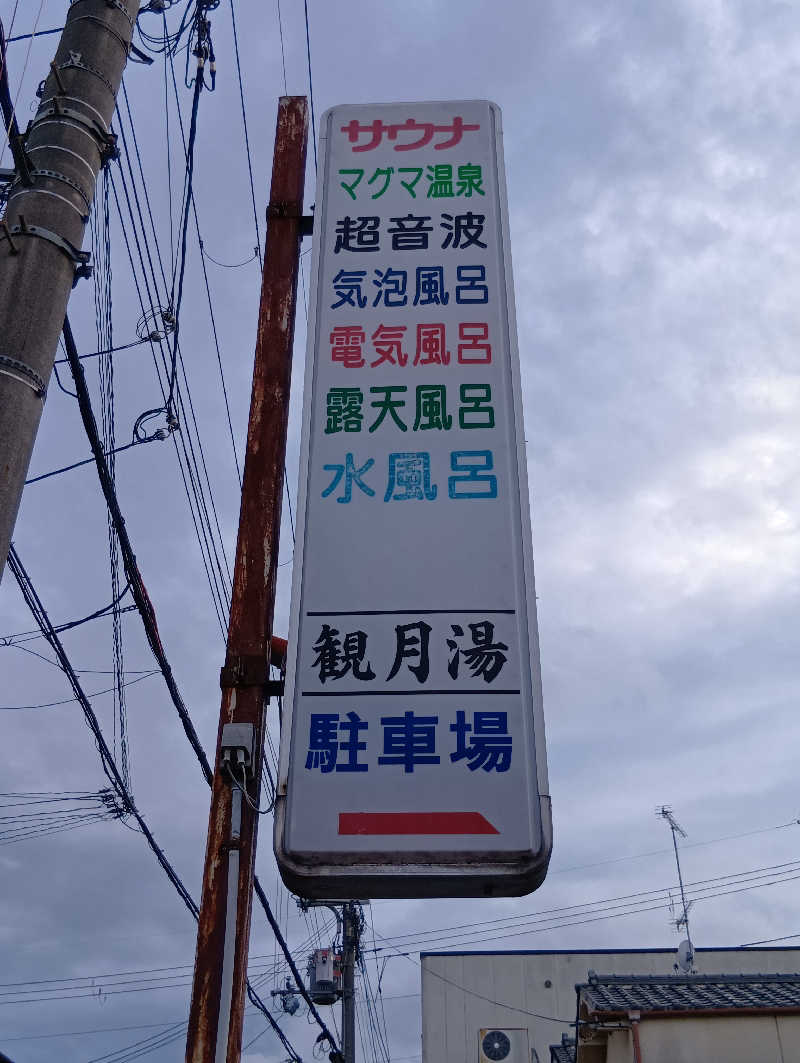 サウナ
マグマ温泉
超音波
気泡風呂
電気風呂
露天風呂
水風呂
観月湯
駐車場